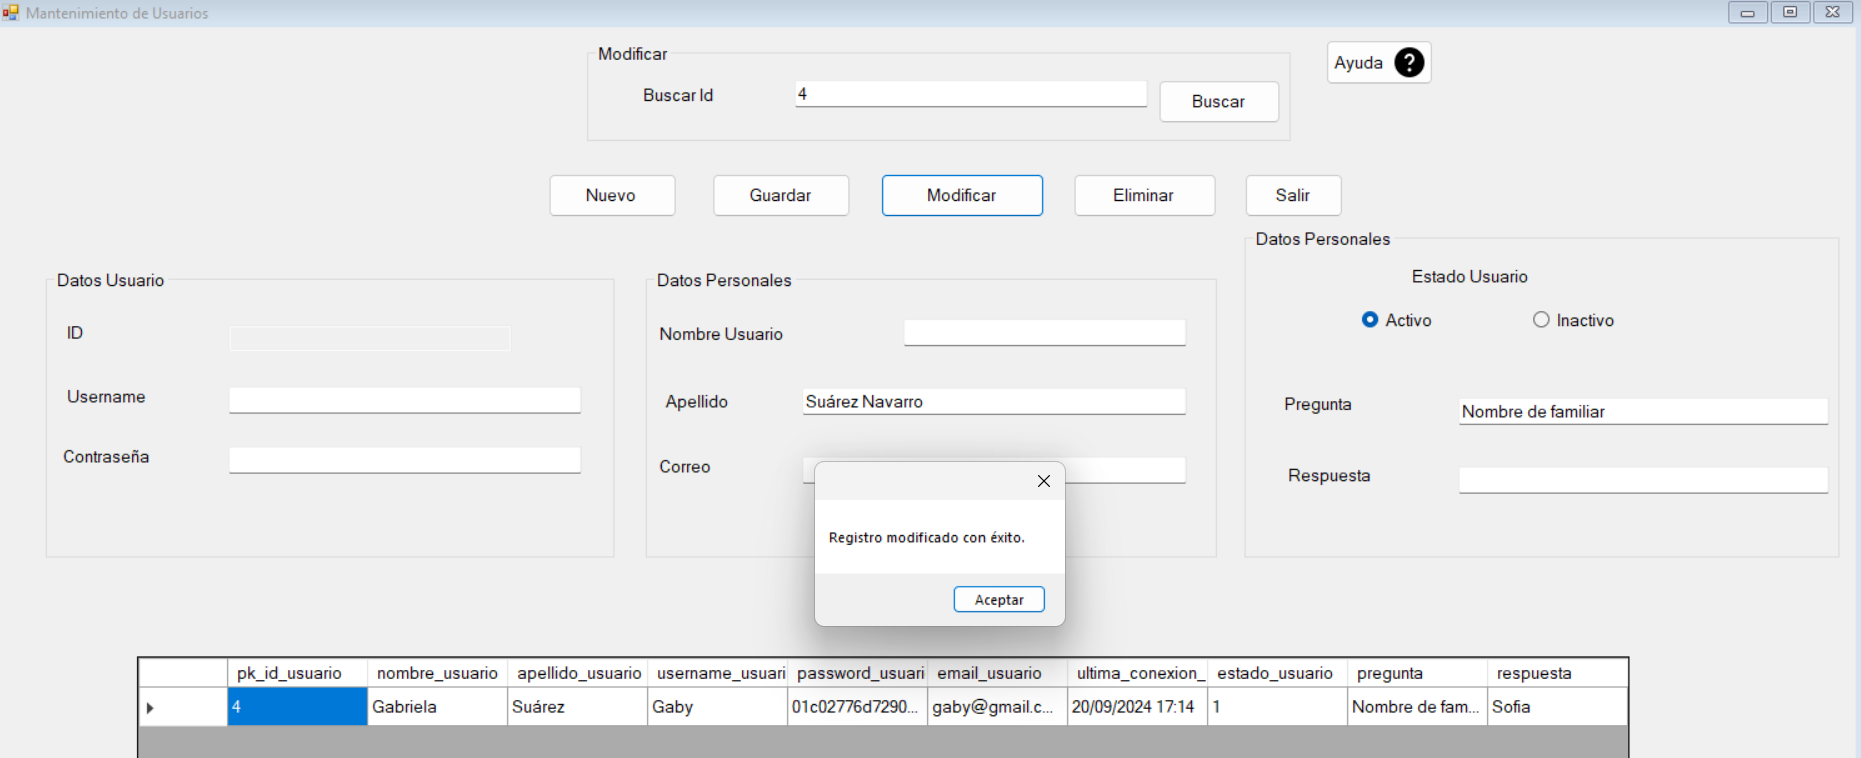 Mantenimiento de Usuarios
Modificar
Buscar Id
4
Buscar
Ayuda ?
Nuevo
Guardar
Modificar
Eliminar
Salir
Datos Usuario
ID
Username
Contraseña
Datos Personales
Nombre Usuario
Apellido
Suárez Navarro
Correo
Datos Personales
Estado Usuario
Activo
Inactivo
Pregunta
Nombre de familiar
Respuesta
Registro modificado con éxito.
Aceptar
pk_id_usuario nombre_usuario apellido_usuario username_usuari password_usuari email_usuario ultima_conexion_ estado_usuario pregunta respuesta
4 Gabriela Suárez Gaby 01c02776d7290... gaby@gmail.c... 20/09/2024 17:14 1 Nombre de fam... Sofia